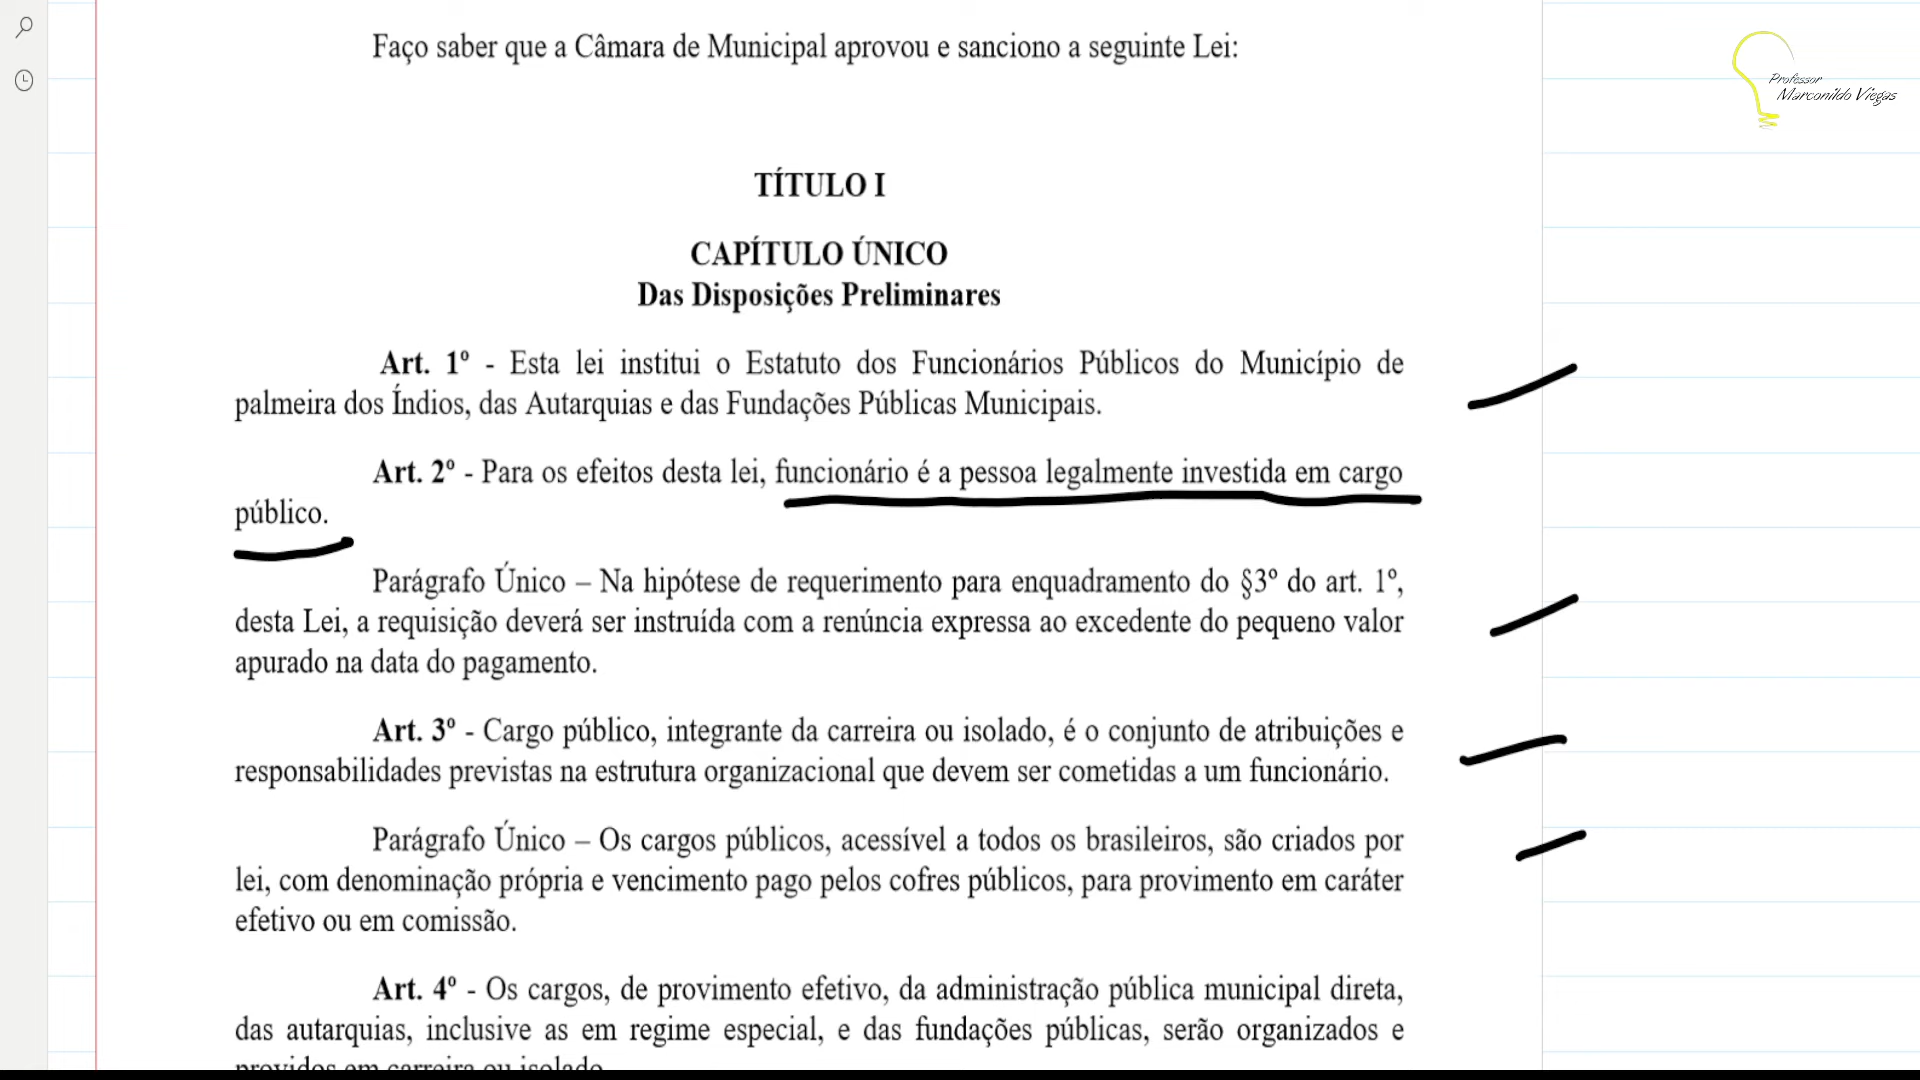 Faço saber que a Câmara de Municipal aprovou e sanciono a seguinte Lei:
Professor
Marconildo Viegas
TÍTULO I
CAPÍTULO ÚNICO
Das Disposições Preliminares
Art. 1º - Esta lei institui o Estatuto dos Funcionários Públicos do Município de
palmeira dos Índios, das Autarquias e das Fundações Públicas Municipais.
Art. 2º - Para os efeitos desta lei, funcionário é a pessoa legalmente investida em cargo
público.
Parágrafo Único – Na hipótese de requerimento para enquadramento do §3º do art. 1º,
desta Lei, a requisição deverá ser instruída com a renúncia expressa ao excedente do pequeno valor
apurado na data do pagamento.
Art. 3º - Cargo público, integrante da carreira ou isolado, é o conjunto de atribuições e
responsabilidades previstas na estrutura organizacional que devem ser cometidas a um funcionário.
Parágrafo Único – Os cargos públicos, acessível a todos os brasileiros, são criados por
lei, com denominação própria e vencimento pago pelos cofres públicos, para provimento em caráter
efetivo ou em comissão.
Art. 4º - Os cargos, de provimento efetivo, da administração pública municipal direta,
das autarquias, inclusive as em regime especial, e das fundações públicas, serão organizados e
providos em carreira ou isolado.